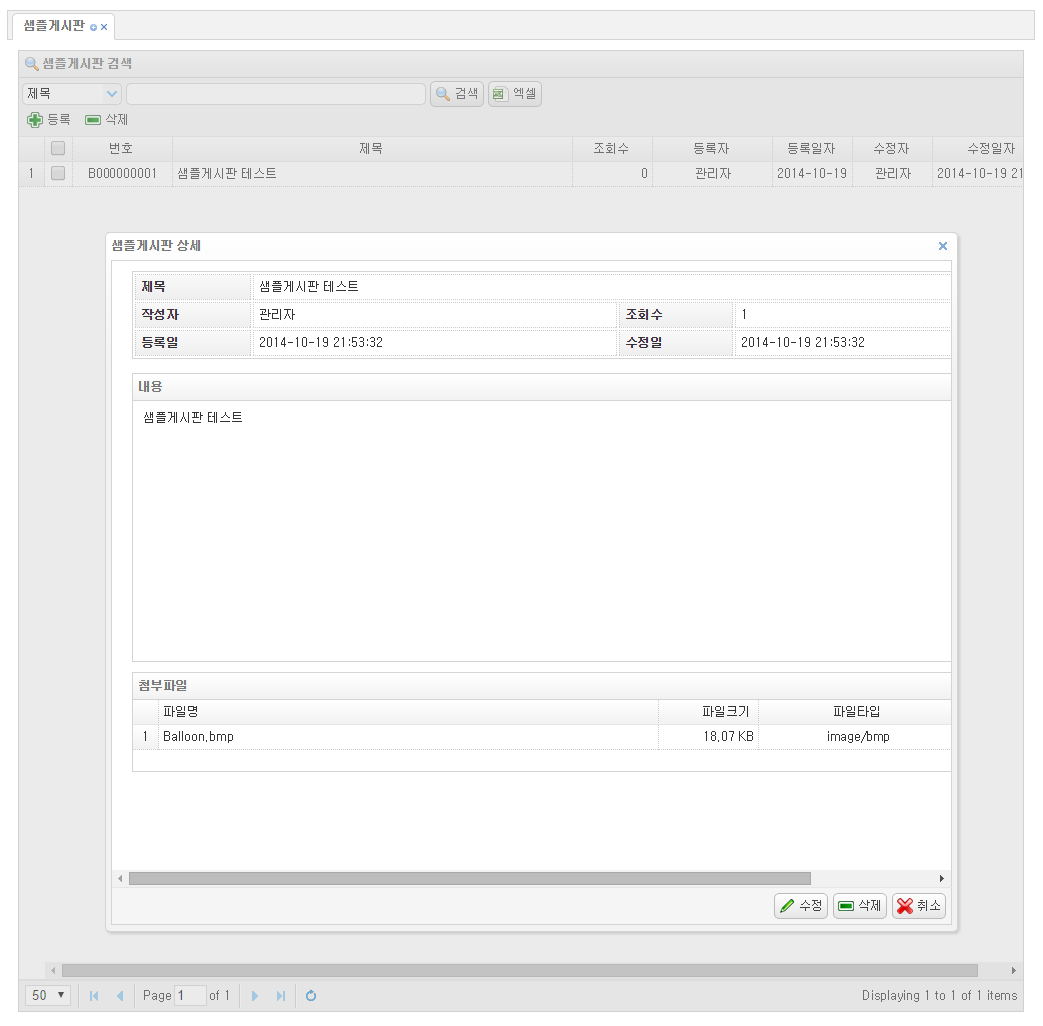 샘플게시판
샘플게시판 검색
제목 검색 엑셀
등록 삭제
번호 제목 조회수 등록자 등록일자 수정자 수정일자
1 B000000001 샘플게시판 테스트 0 관리자 2014-10-19 관리자 2014-10-19 21
샘플게시판 상세
제목 샘플게시판 테스트
작성자 관리자 조회수 1
등록일 2014-10-19 21:53:32 수정일 2014-10-19 21:53:32
내용
샘플게시판 테스트
첨부파일
파일명 파일크기 파일타입
1 Balloon.bmp 18.07 KB image/bmp
수정 삭제 취소
50 Page 1 of 1 Displaying 1 to 1 of 1 items